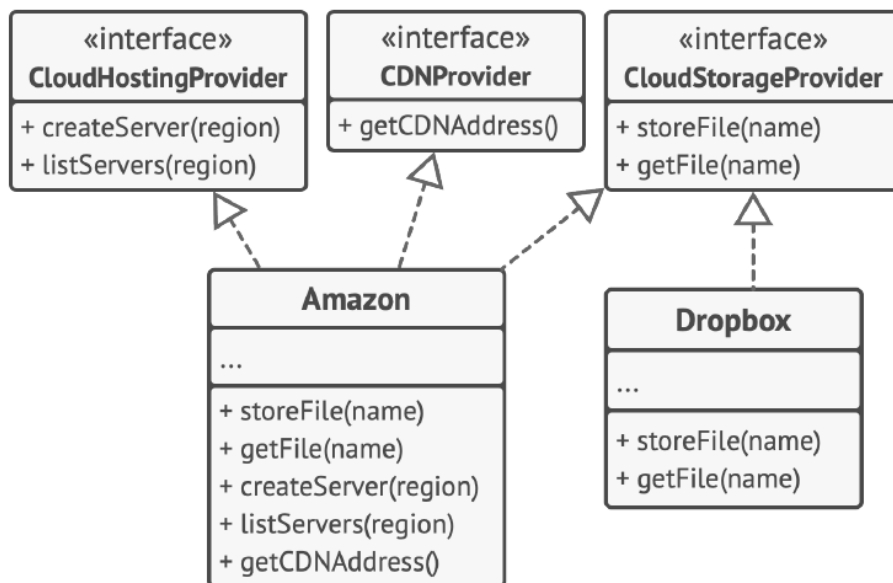 «interface»
CloudHostingProvider
+ createServer(region)
+ listServers(region)
«interface»
CDNProvider
+ getCDNAddress()
«interface»
CloudStorageProvider
+ storeFile(name)
+ getFile(name)
Amazon
...
+ storeFile(name)
+ getFile(name)
+ createServer(region)
+ listServers(region)
+ getCDNAddress()
Dropbox
...
+ storeFile(name)
+ getFile(name)